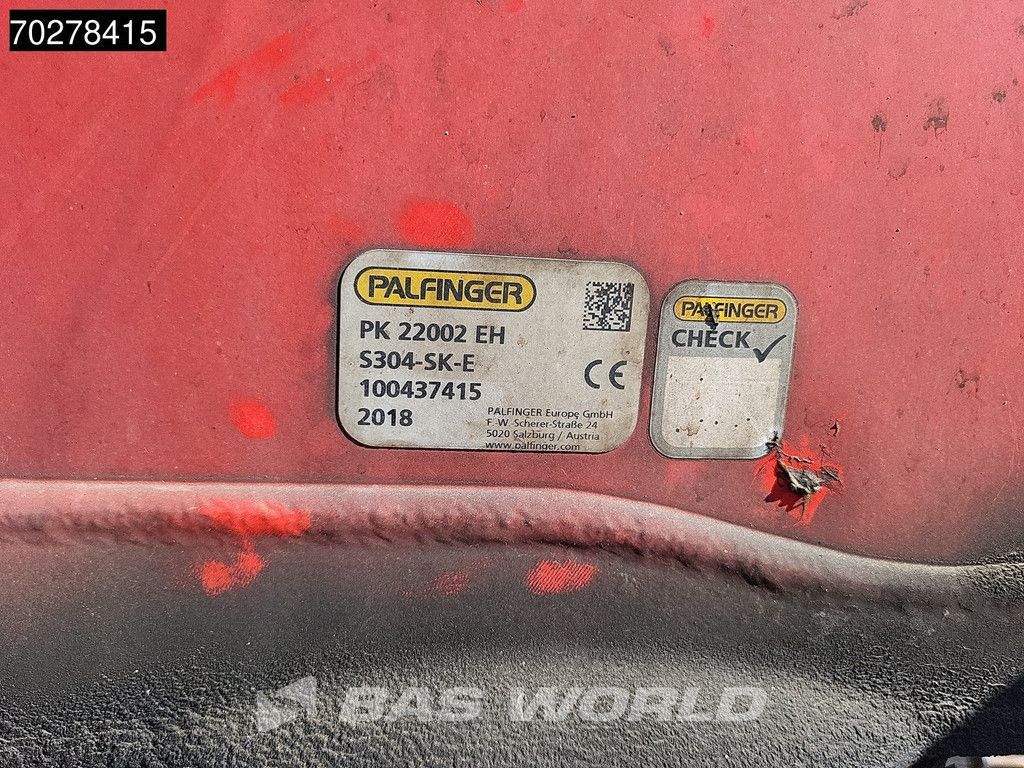 70278415
PALFINGER
PK 22002 EH
S304-SK-E
100437415
2018
CE
PALFINGER Europe GmbH
F.-W.-Scherer-Straße 24
5020 Salzburg / Austria
www.palfinger.com
PALFINGER
CHECK
BAS WORLD